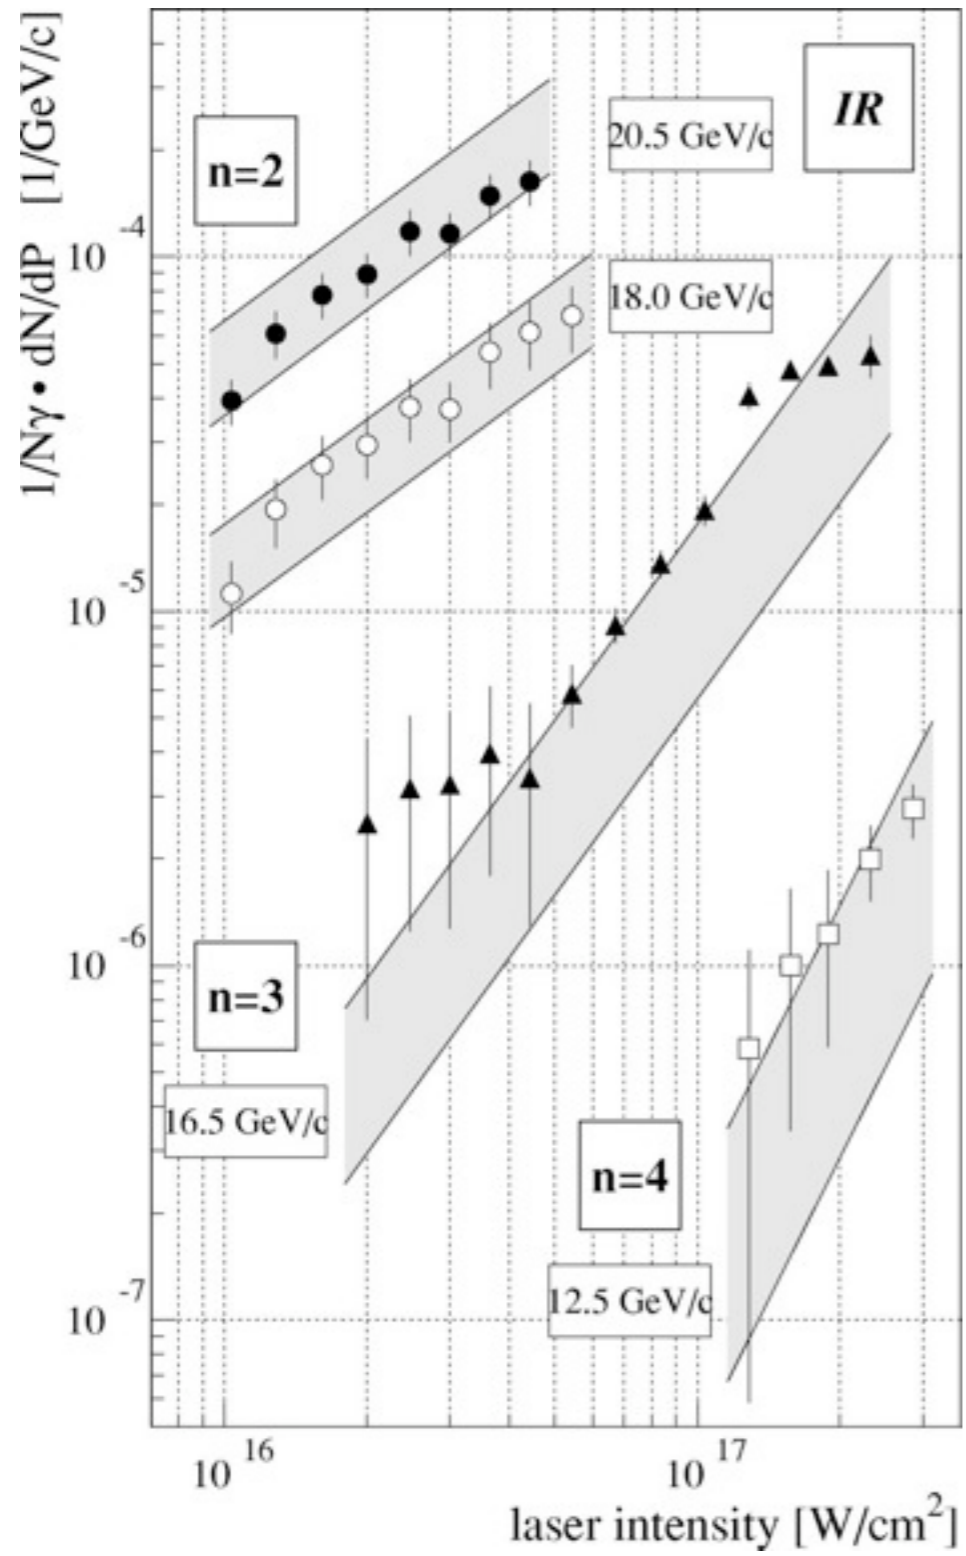 1/Nγ • dN/dP [1/GeV/c]
IR
20.5 GeV/c
n=2
10 -4
18.0 GeV/c
10 -5
10 -6
n=3
16.5 GeV/c
n=4
12.5 GeV/c
10 -7
10 16
10 17
laser intensity [W/cm2]